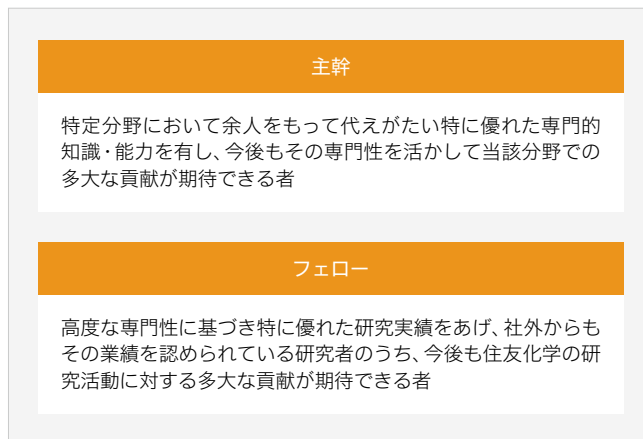 主幹
特定分野において余人をもって代えがたい特に優れた専門的
知識・能力を有し、今後もその専門性を活かして当該分野での
多大な貢献が期待できる者
フェロー
高度な専門性に基づき特に優れた研究実績をあげ、社外からも
その業績を認められている研究者のうち、今後も住友化学の研
究活動に対する多大な貢献が期待できる者